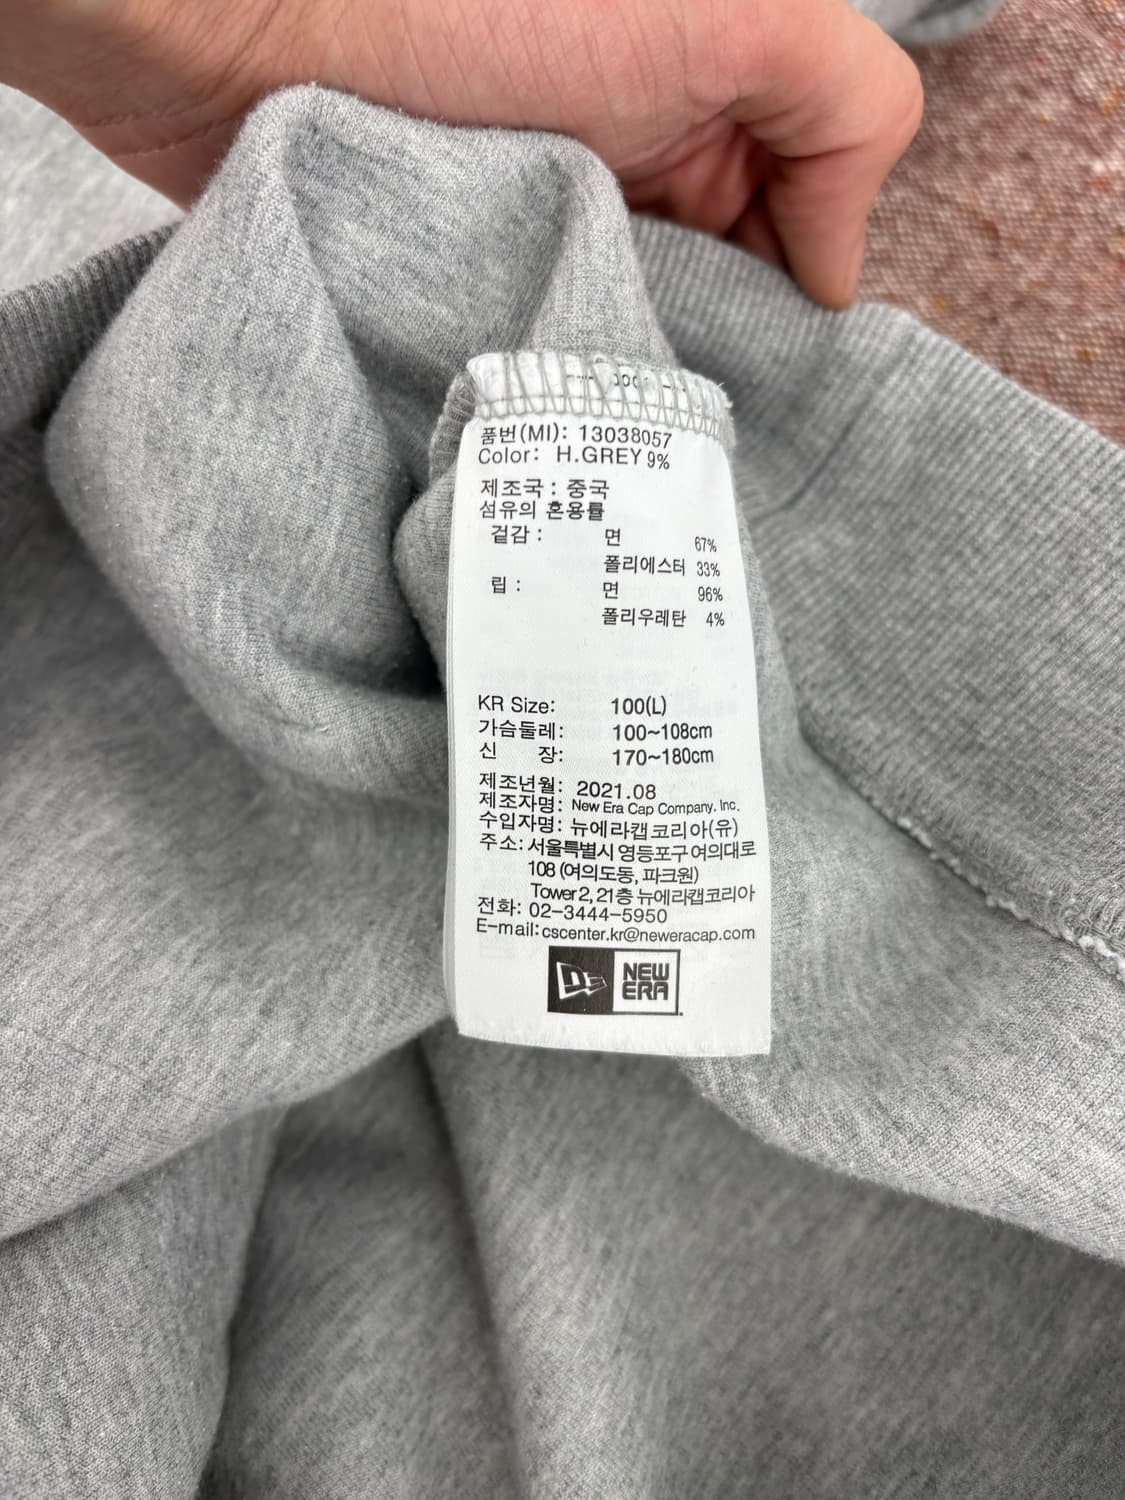 품번(MI): 13038057
Color: H.GREY 9%
제조국 : 중국
섬유의 혼용률
겉감 : 면 67%
폴리에스터 33%
립 : 면 96%
폴리우레탄 4%
KR Size: 100(L)
가슴둘레: 100~108cm
신 장: 170~180cm
제조년월: 2021.08
제조자명: New Era Cap Company. Inc.
수입자명: 뉴에라캡코리아(유)
주소: 서울특별시 영등포구 여의대로
108 (여의도동, 파크원)
Tower 2, 21층 뉴에라캡코리아
전화: 02-3444-5950
E-mail: cscenter.kr@neweracap.com
NEW
ERA